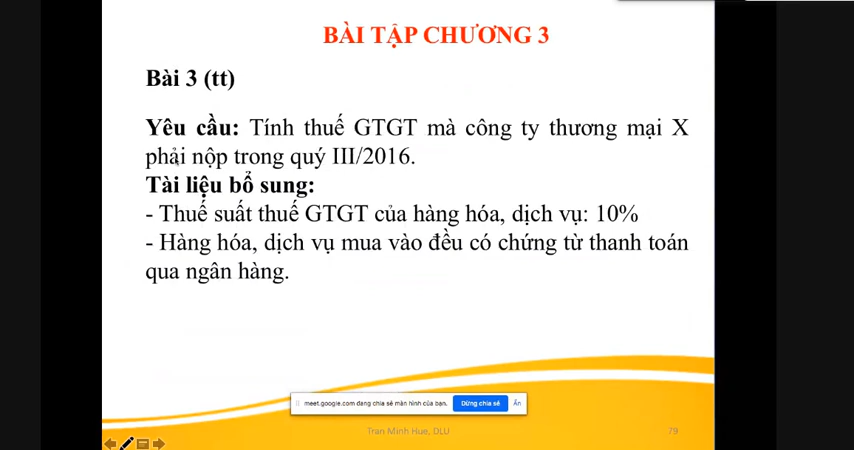 BÀI TẬP CHƯƠNG 3
Bài 3 (tt)
Yêu cầu: Tính thuế GTGT mà công ty thương mại X
phải nộp trong quý III/2016.
Tài liệu bổ sung:
- Thuế suất thuế GTGT của hàng hóa, dịch vụ: 10%
- Hàng hóa, dịch vụ mua vào đều có chứng từ thanh toán
qua ngân hàng.
meet.google.com đang chia sẻ màn hình của bạn. Dừng chia sẻ Ẩn
Tran Minh Hue, DLU 79